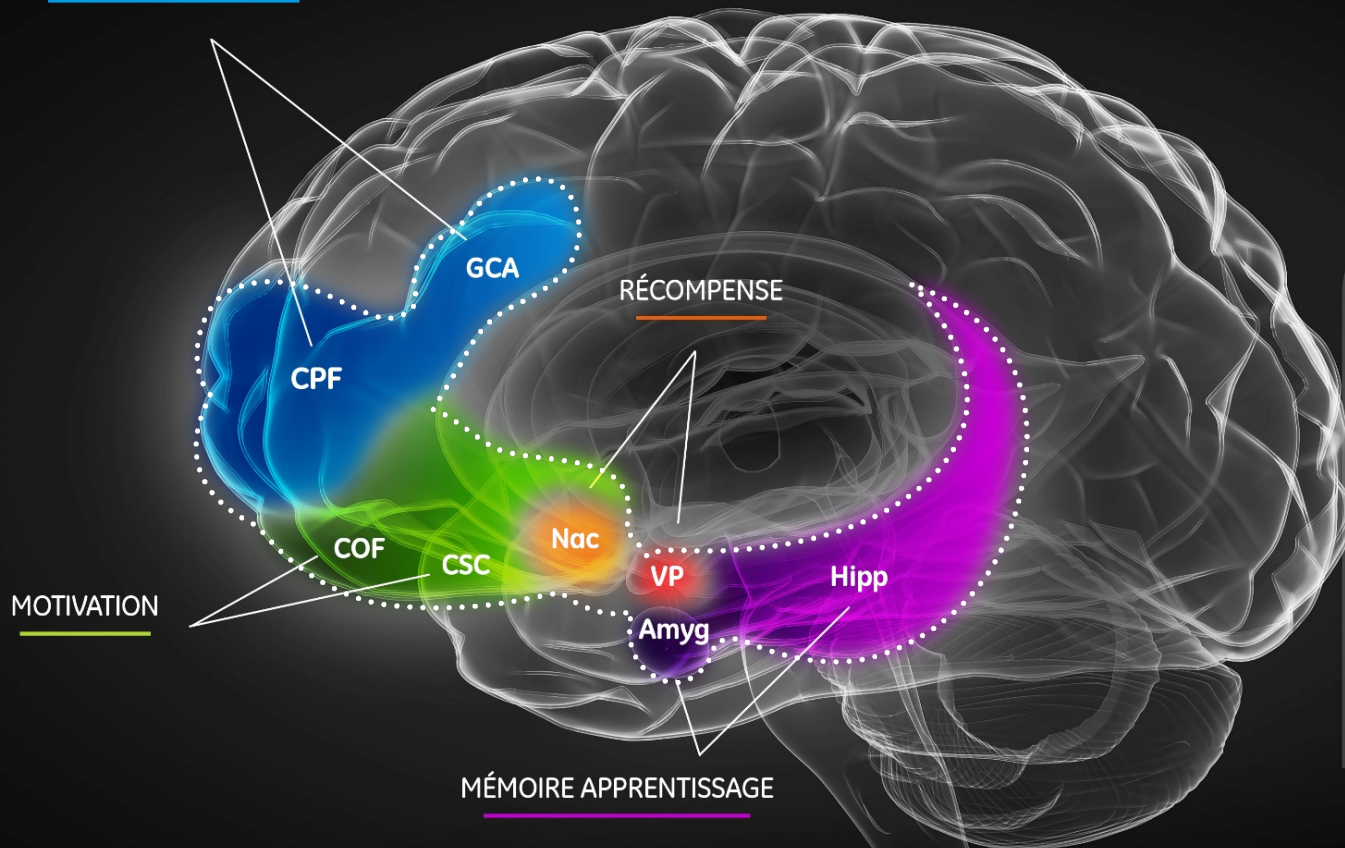 GCA
RÉCOMPENSE
CPF
Nac
COF
CSC
VP
Hipp
MOTIVATION
Amyg
MÉMOIRE APPRENTISSAGE